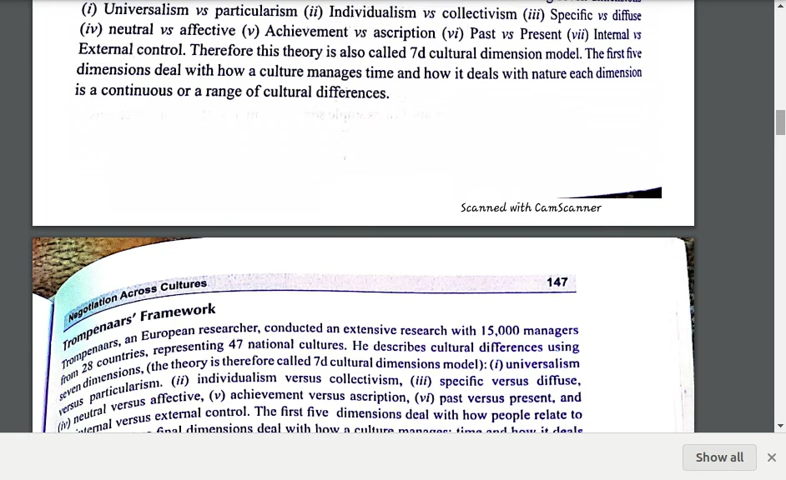 (i) Universalism vs particularism (ii) Individualism vs collectivism (iii) Specific vs diffuse
(iv) neutral vs affective (v) Achievement vs ascription (vi) Past vs Present (vii) Internal vs
External control. Therefore this theory is also called 7d cultural dimension model. The first five
dimensions deal with how a culture manages time and how it deals with nature each dimension
is a continuous or a range of cultural differences.
Scanned with CamScanner
Negotiation Across Cultures 147
Trompenaars' Framework
Trompenaars, an European researcher, conducted an extensive research with 15,000 managers
from 28 countries, representing 47 national cultures. He describes cultural differences using
seven dimensions, (the theory is therefore called 7d cultural dimensions model): (i) universalism
versus particularism. (ii) individualism versus collectivism, (iii) specific versus diffuse,
(iv) neutral versus affective, (v) achievement versus ascription, (vi) past versus present, and
internal versus external control. The first five dimensions deal with how people relate to
final dimensions deal with how a culture manages time and how it deals
Show all